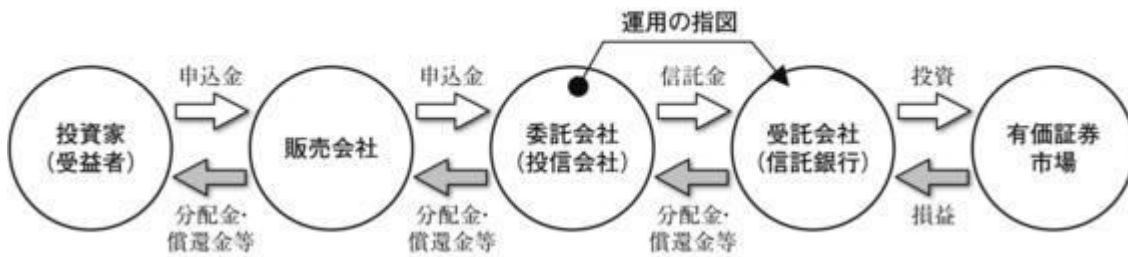 運用の指図
申込金
申込金
信託金
投資
投資家
(受益者)
販売会社
委託会社
(投信会社)
受託会社
(信託銀行)
有価証券
市場
分配金・
償還金等
分配金・
償還金等
分配金・
償還金等
損益